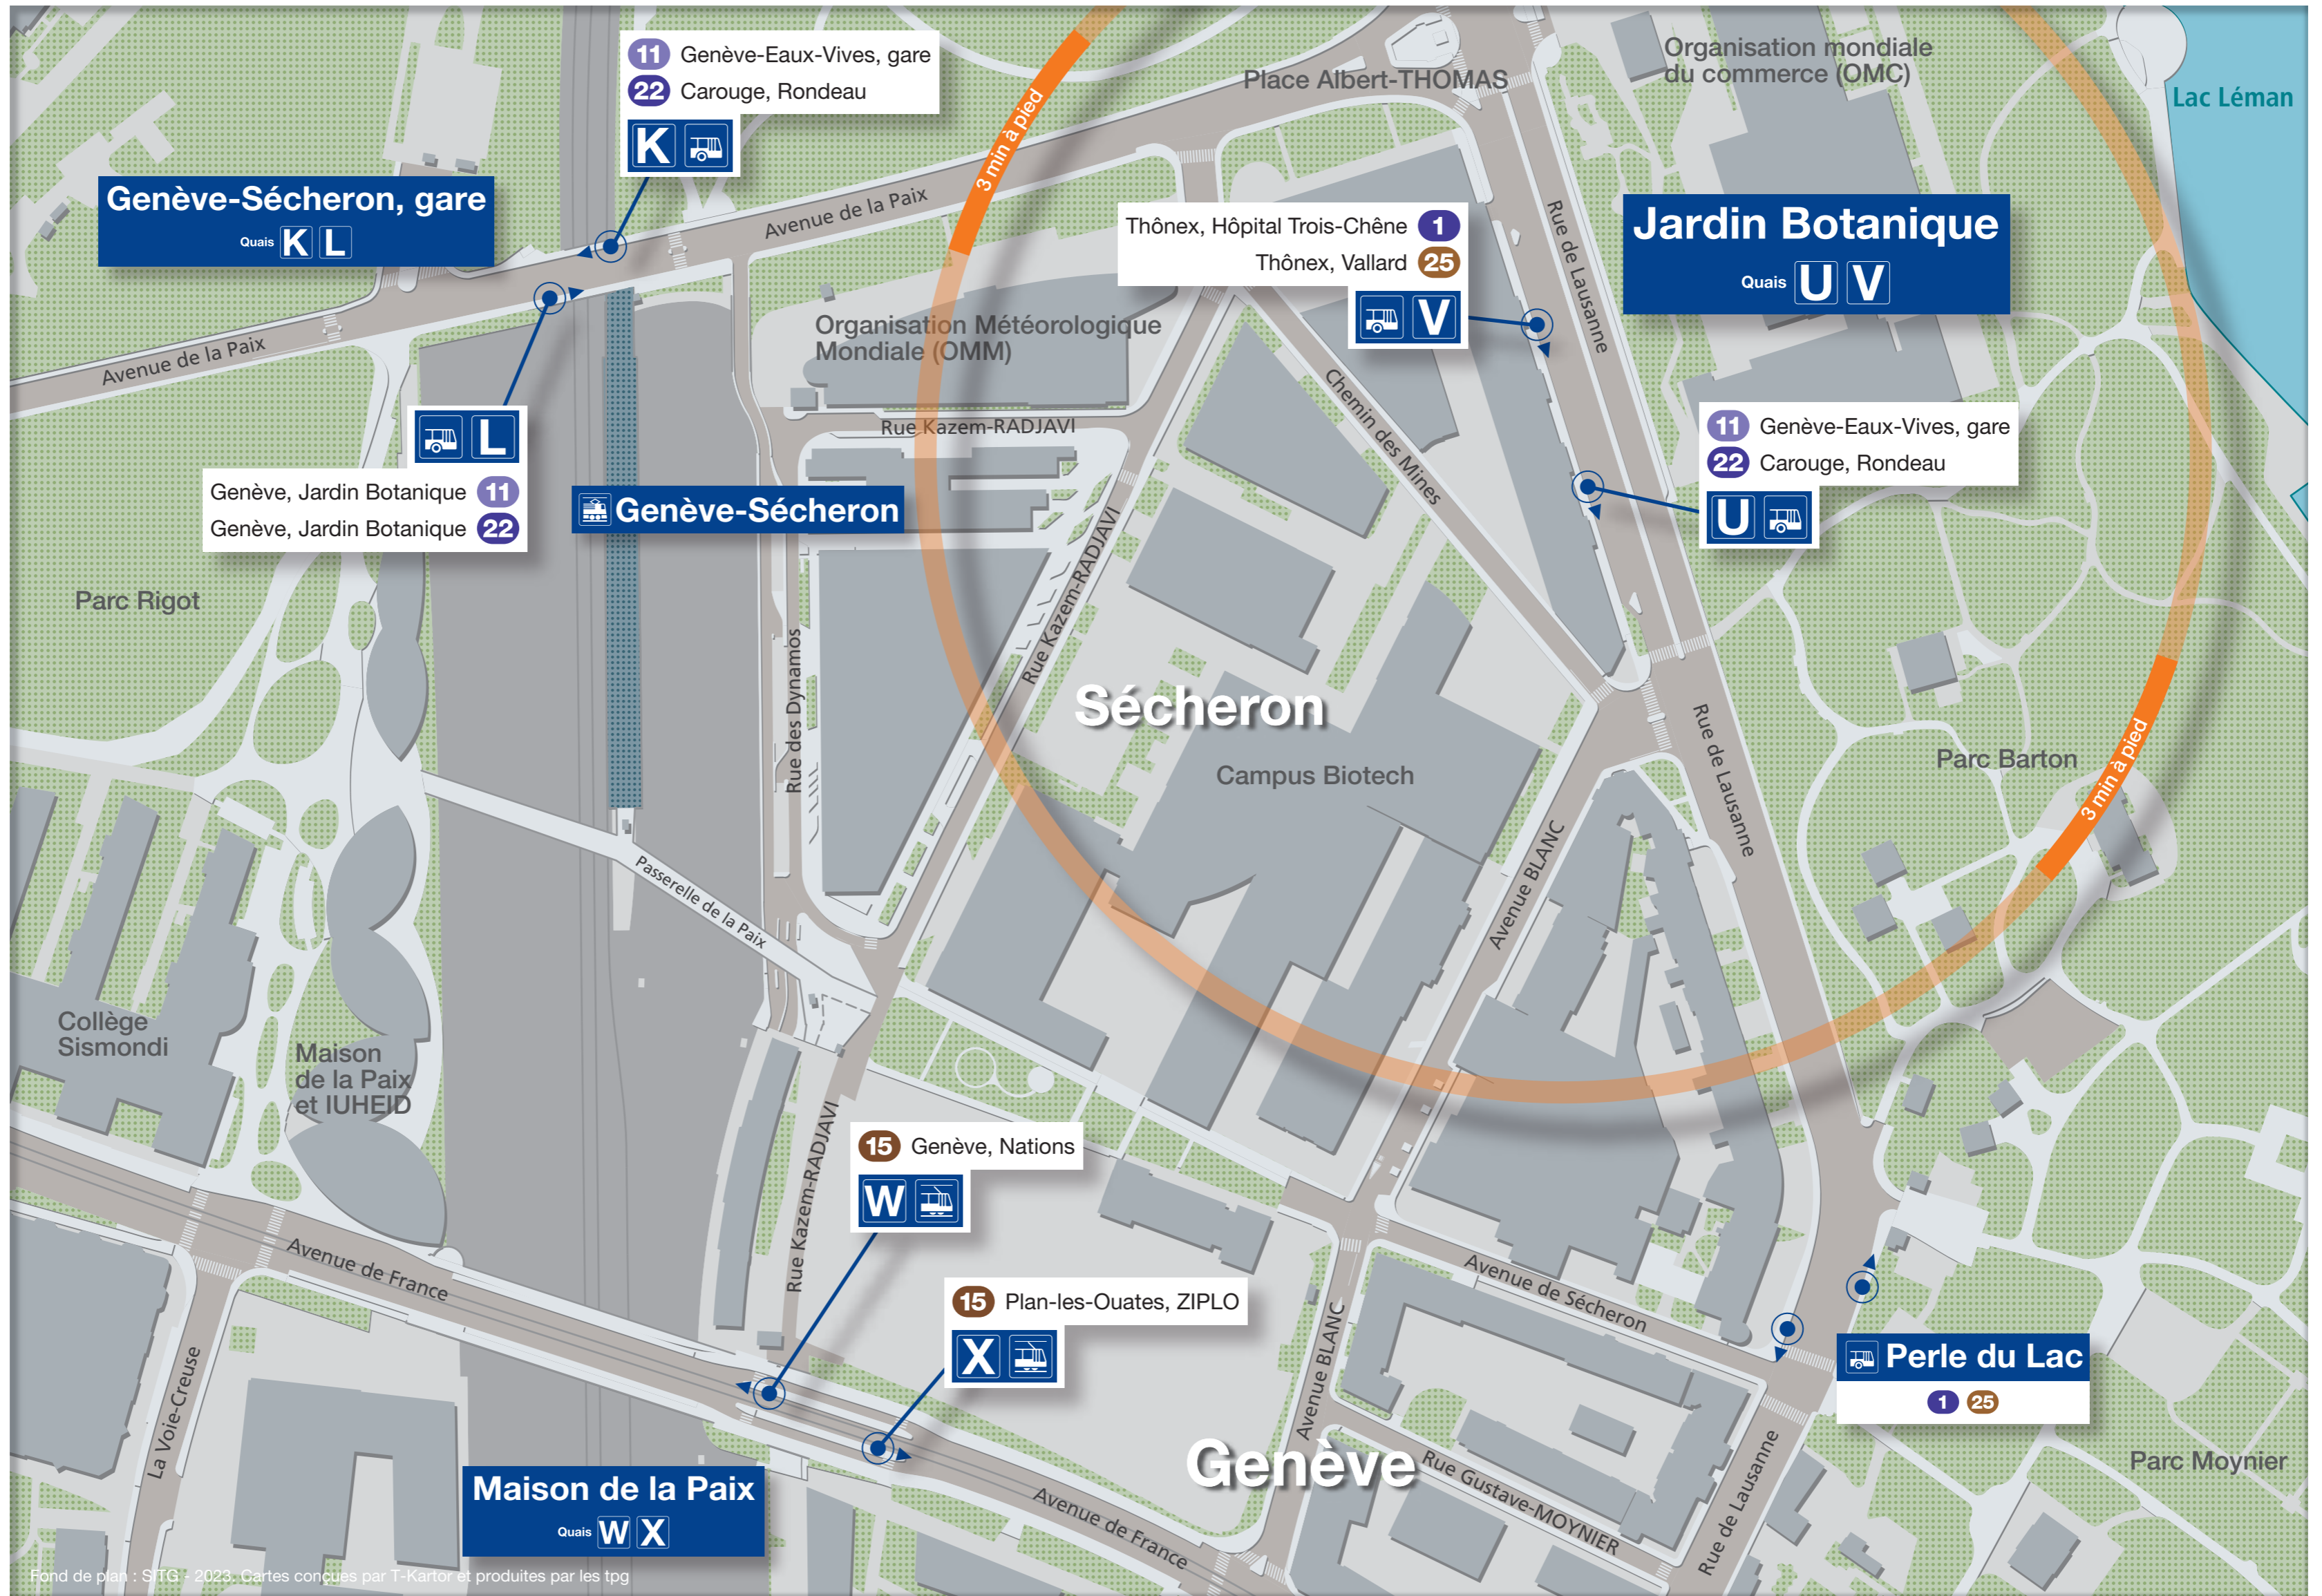 11 Genève-Eaux-Vives, gare
22 Carouge, Rondeau
K
Organisation mondiale
du commerce (OMC)
Place Albert-THOMAS
Lac Léman
3 min à pied
Genève-Sécheron, gare
Quais K L
Avenue de la Paix
Thônex, Hôpital Trois-Chêne 1
Thônex, Vallard 25
V
Rue de Lausanne
Jardin Botanique
Quais U V
Avenue de la Paix
Organisation Météorologique
Mondiale (OMM)
Chemin des Mines
L
Genève, Jardin Botanique 11
Genève, Jardin Botanique 22
Rue Kazem-RADJAVI
11 Genève-Eaux-Vives, gare
22 Carouge, Rondeau
U
Genève-Sécheron
Rue Kazem-RADJAVI
Parc Rigot
Rue des Dynamos
Sécheron
Campus Biotech
Rue de Lausanne
Parc Barton
3 min à pied
Passerelle de la Paix
Avenue BLANC
Collège
Sismondi
Maison
de la Paix
et IUHEID
Rue Kazem-RADJAVI
15 Genève, Nations
W
Avenue de France
15 Plan-les-Ouates, ZIPLO
X
Avenue de Sécheron
Avenue BLANC
Perle du Lac
1 25
La Voie-Creuse
Genève
Rue Gustave-MOYNIER
Rue de Lausanne
Parc Moynier
Maison de la Paix
Quais W X
Avenue de France
Fond de plan : SITG - 2023. Cartes conçues par T-Kartor et produites par les tpg